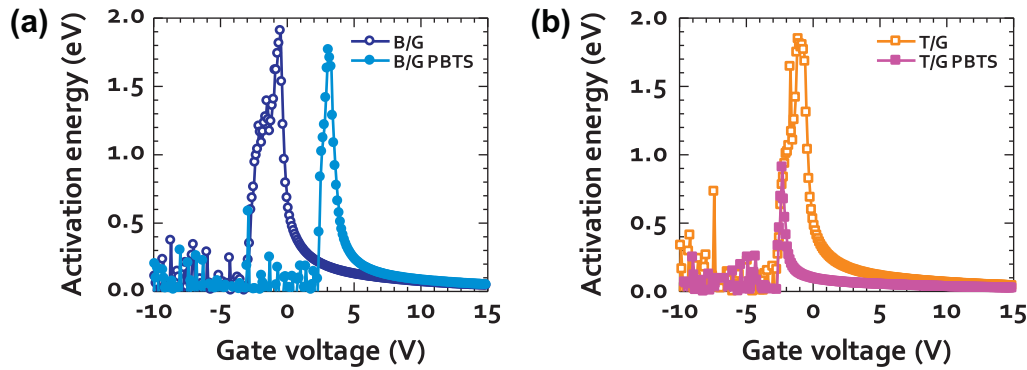 (a)
Activation energy (eV)
2.0
1.5
1.0
0.5
0.0
B/G
B/G PBTS
-10 -5 0 5 10 15
Gate voltage (V)
(b)
Activation energy (eV)
2.0
1.5
1.0
0.5
0.0
T/G
T/G PBTS
-10 -5 0 5 10 15
Gate voltage (V)